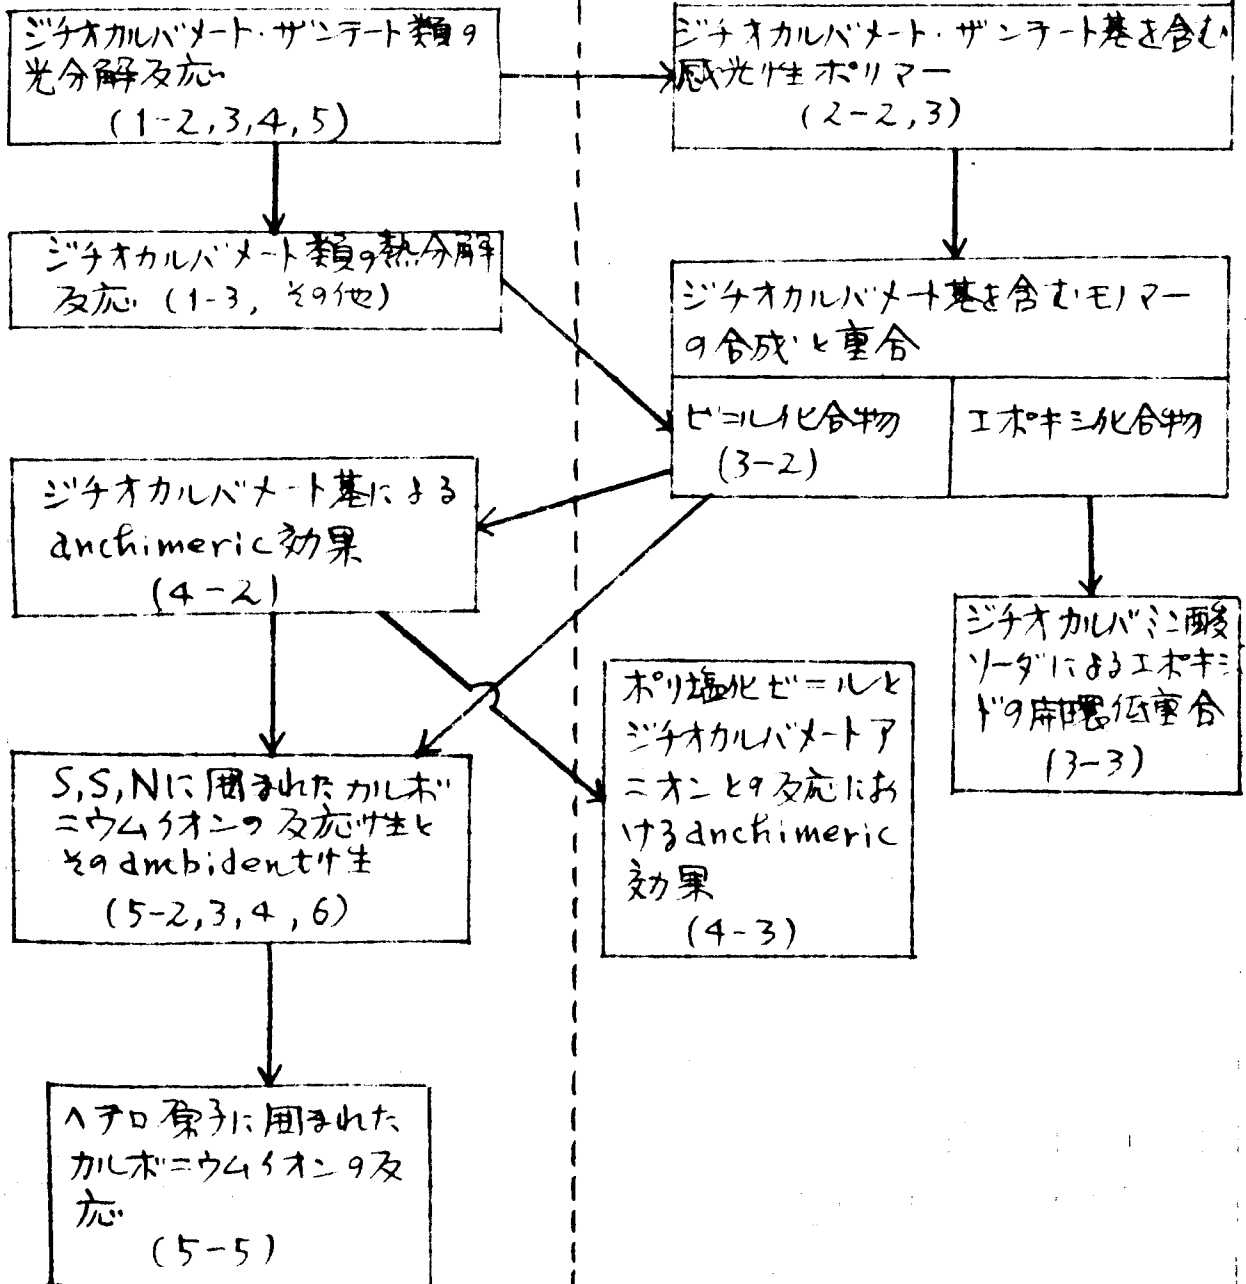 ジチオカルバメート・ザンテート類の
光分解反応
(1-2,3,4,5)
ジチオカルバメート・ザンテート基を含む
感光性ポリマー
(2-2,3)
ジチオカルバメート類の熱分解
反応 (1-3, その他)
ジチオカルバメート基を含むモノマー
の合成と重合
ビニル化合物
(3-2)
エポキシ化合物
ジチオカルバメート基による
anchimeric効果
(4-2)
ジチオカルバミン酸
ソーダによるエポキシ
ドの開環低重合
(3-3)
ポリ塩化ビニルと
ジチオカルバメートア
ニオンとの反応にお
けるanchimeric
効果
(4-3)
S,S,Nに囲まれたカルボ
ニウムイオンの反応性と
そのambident性
(5-2,3,4,6)
ヘテロ原子に囲まれた
カルボニウムイオンの反
応
(5-5)